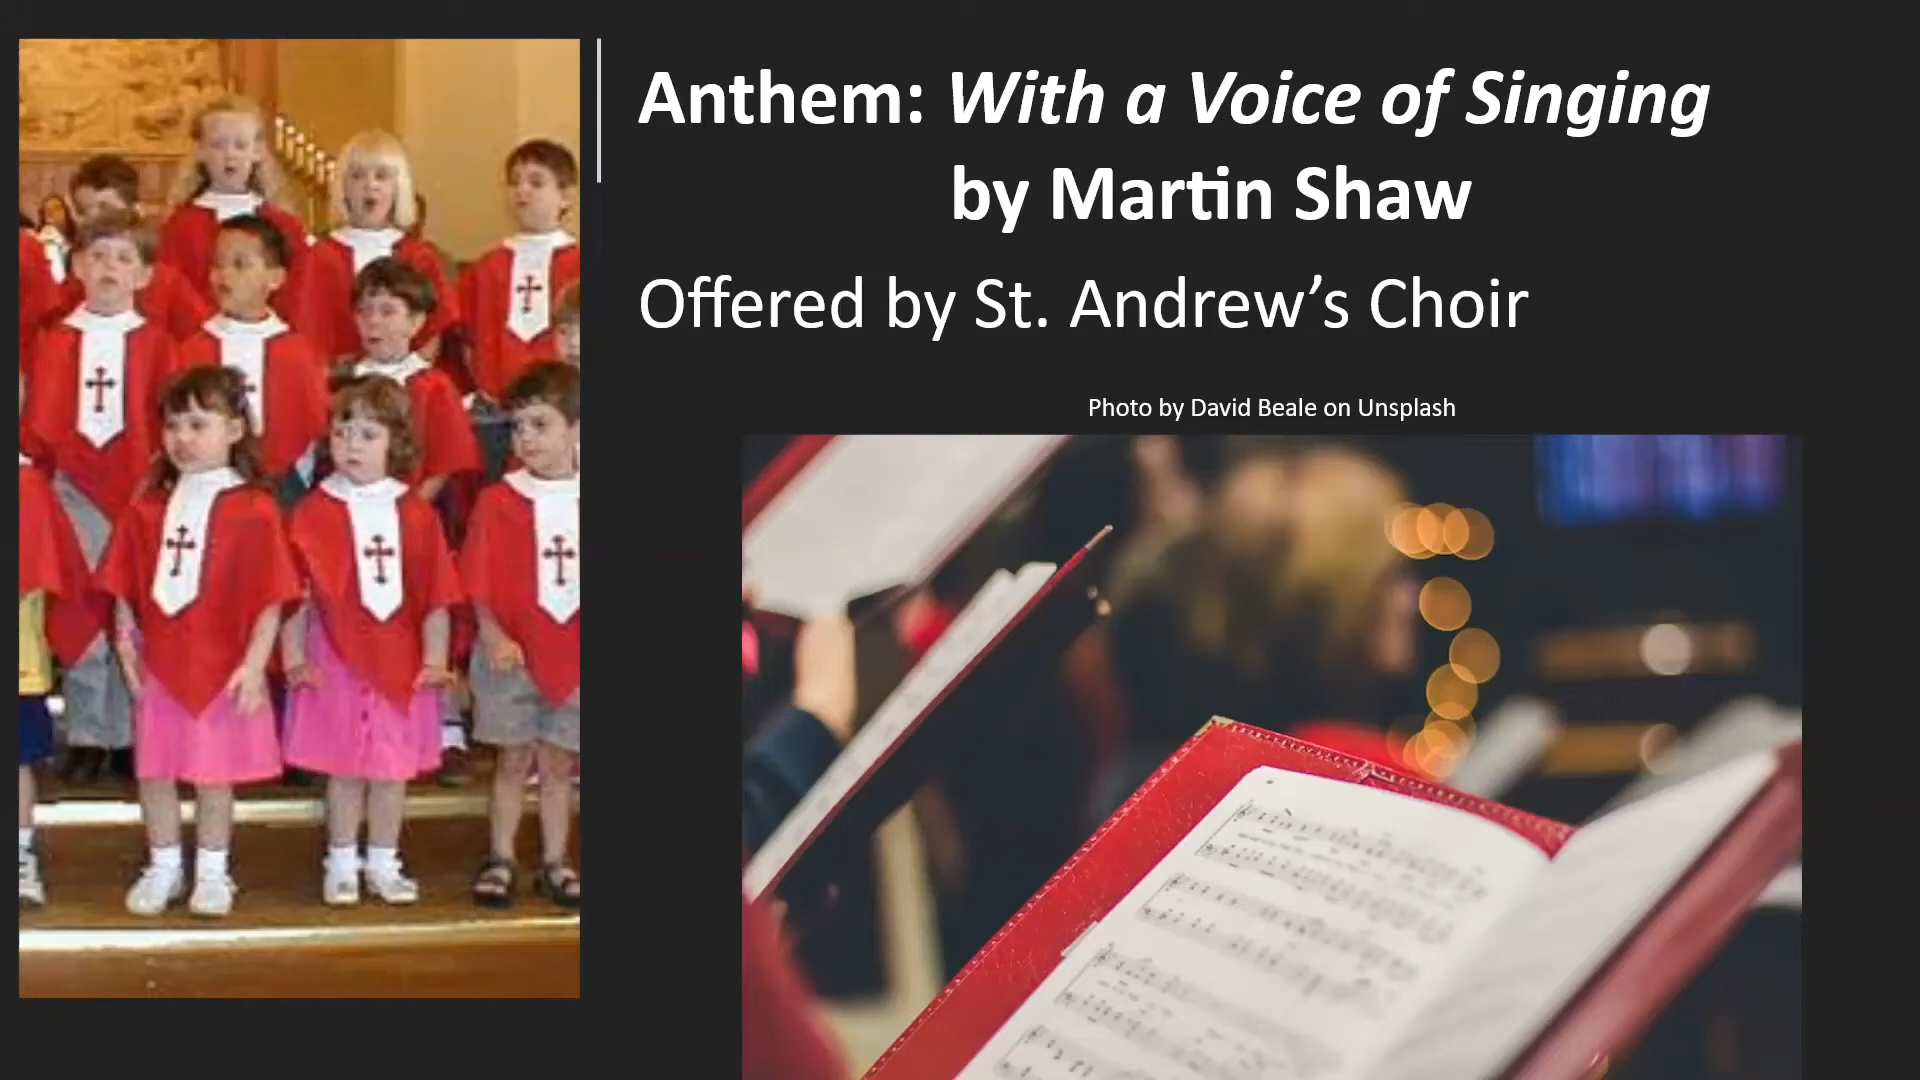 Anthem: With a Voice of Singing
by Martin Shaw
Offered by St. Andrew’s Choir
Photo by David Beale on Unsplash